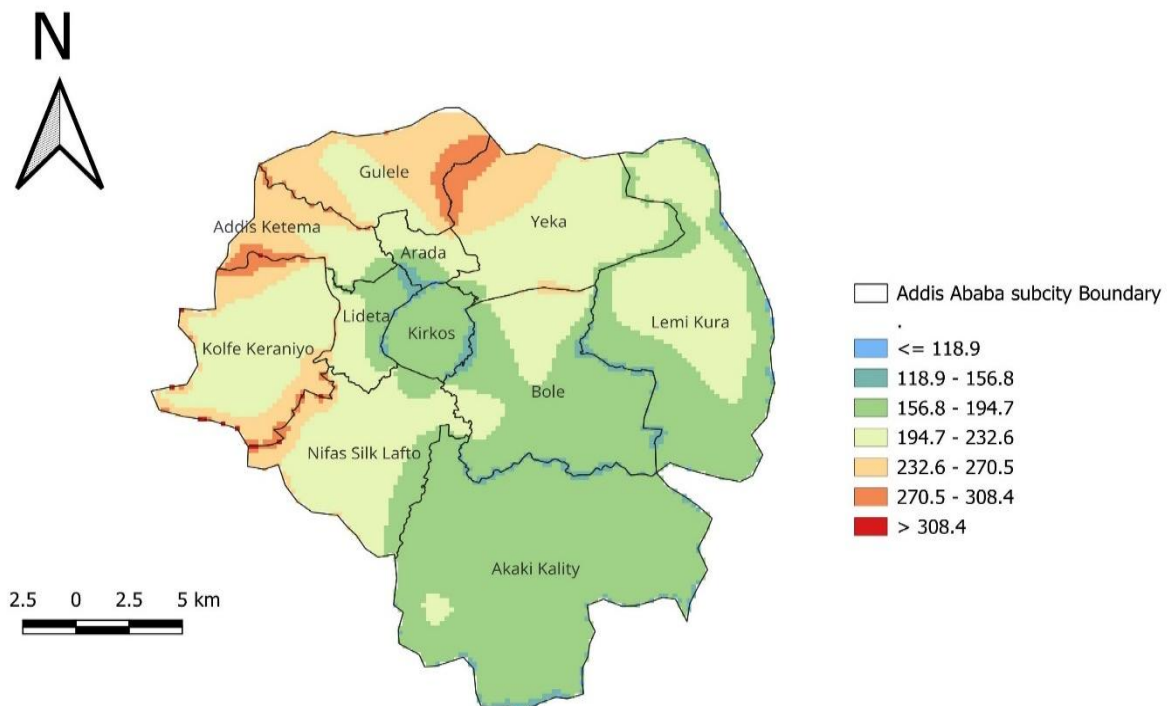 N
Gulele
Addis Ketema
Yeka
Arada
Lideta
Kirkos
Lemi Kura
Kolfe Keraniyo
Bole
Nifas Silk Lafto
Akaki Kality
2.5 0 2.5 5 km
Addis Ababa subcity Boundary
.
<= 118.9
118.9 - 156.8
156.8 - 194.7
194.7 - 232.6
232.6 - 270.5
270.5 - 308.4
> 308.4